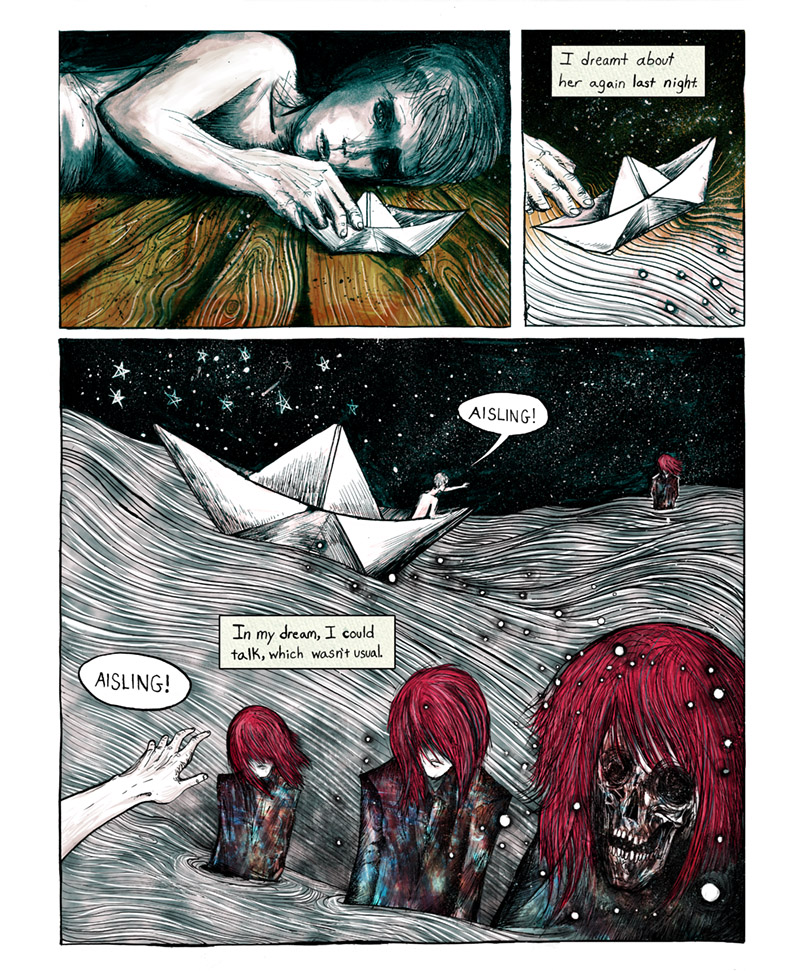 I dreamt about
her again last night.
AISLING!
In my dream, I could
talk, which wasn't usual.
AISLING!